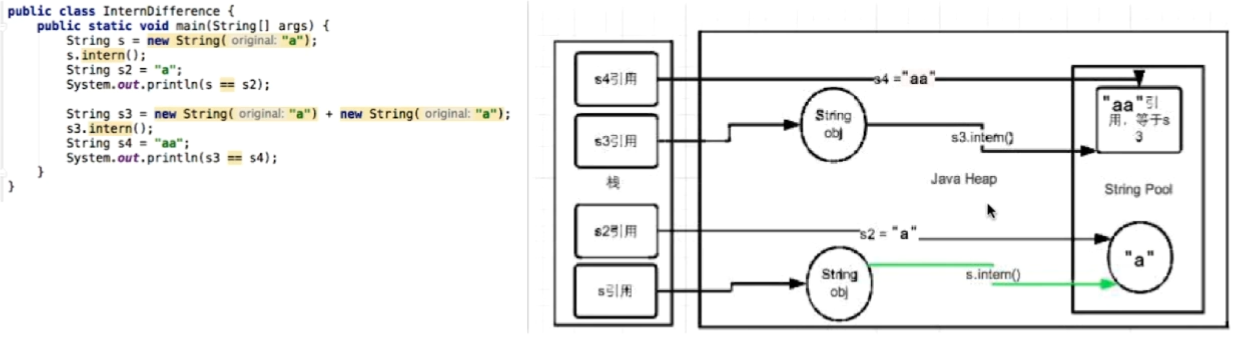 public class InternDifference {
public static void main(String[] args) {
String s = new String( original: "a");
s.intern();
String s2 = "a";
System.out.println(s == s2);
String s3 = new String( original: "a") + new String( original: "a");
s3.intern();
String s4 = "aa";
System.out.println(s3 == s4);
}
}
s4引用
s4 ="aa"
"aa"引
用，等于s
3
String
obj
s3引用
s3.intern()
栈
Java Heap
String Pool
s2引用
s2 = "a"
"a"
s引用
String
obj
s.intern()